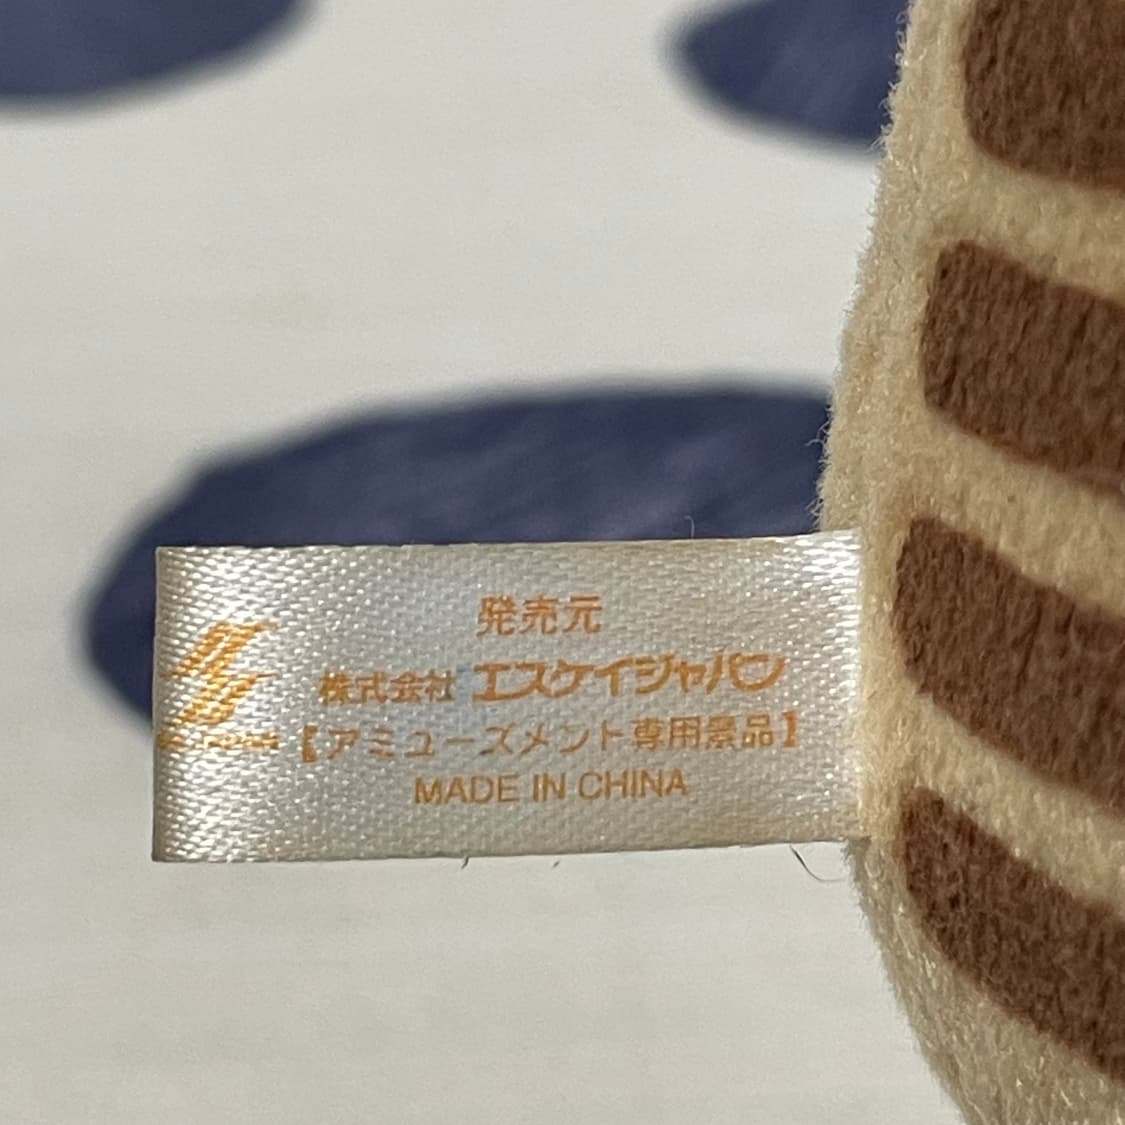 発売元
株式会社 エスケイジャパン
【アミューズメント専用景品】
MADE IN CHINA